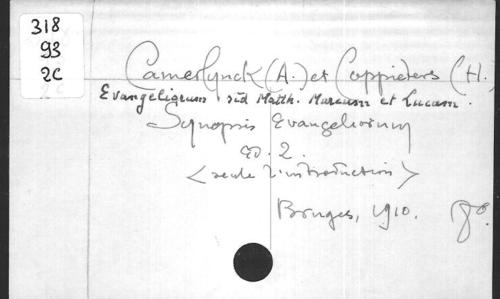 318
93
2C
Camerlynck (A.) et Coppieters (H.
Evangeliorum sec Matth. Marcum et Lucam.
Synopsis Evangeliorum
ed. 2.
<seule l'introduction>
Bruges, 1910. 8°.